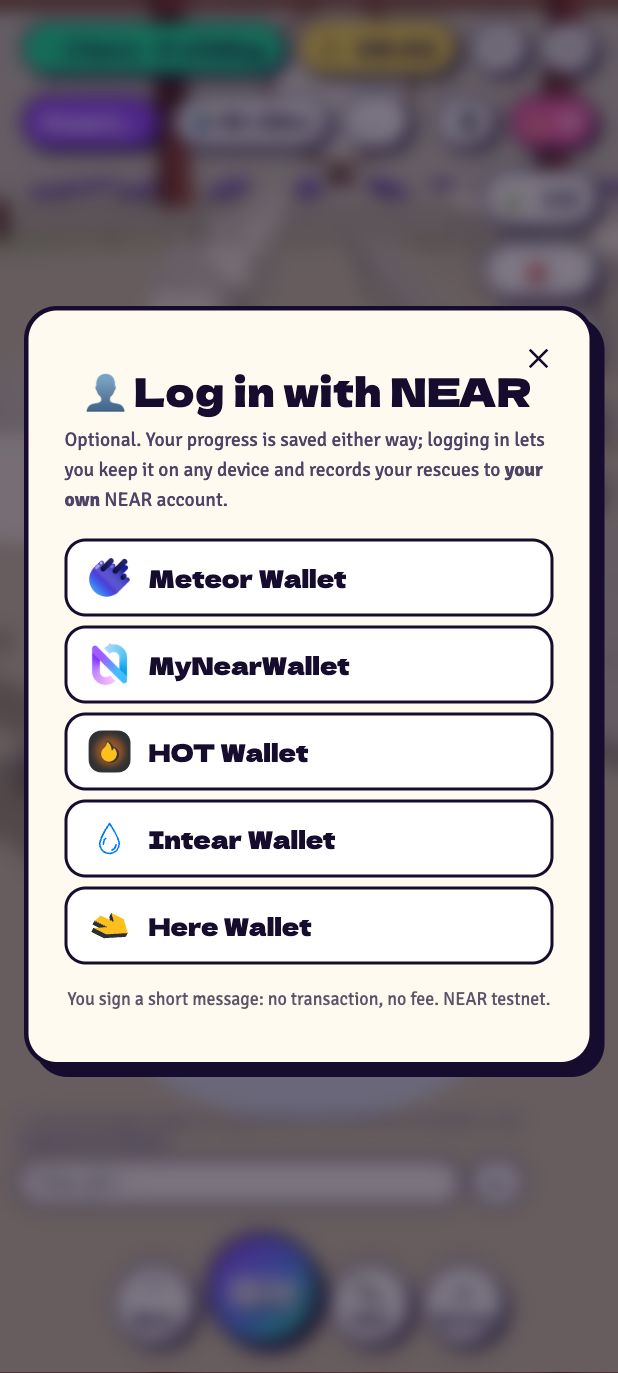 Log in with NEAR
Optional. Your progress is saved either way; logging in lets
you keep it on any device and records your rescues to your
own NEAR account.
Meteor Wallet
MyNearWallet
HOT Wallet
Intear Wallet
Here Wallet
You sign a short message: no transaction, no fee. NEAR testnet.